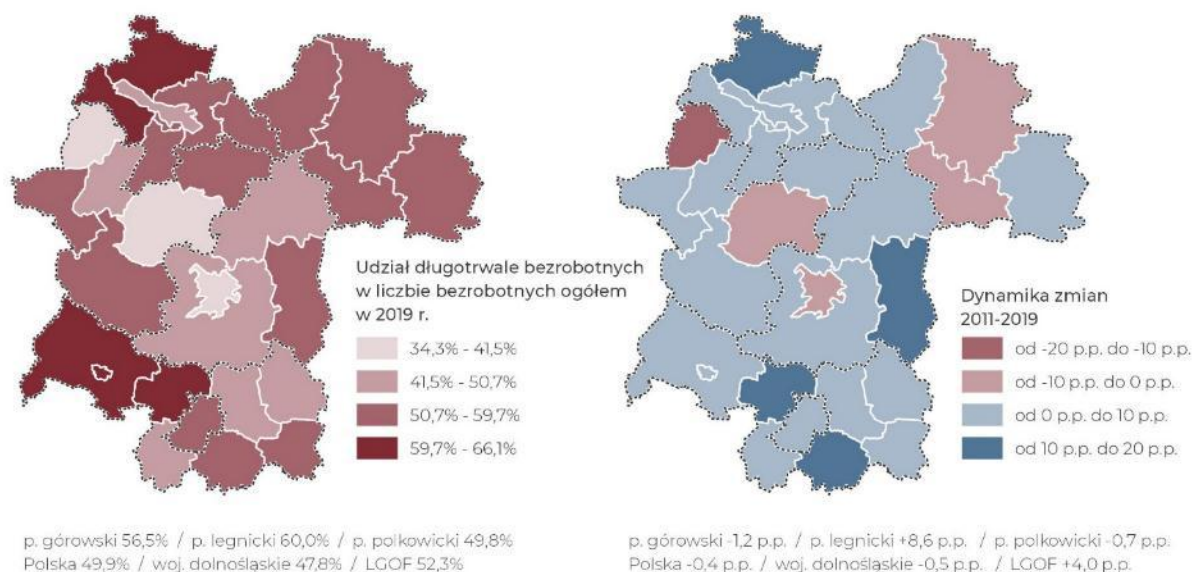 Udział długotrwale bezrobotnych
w liczbie bezrobotnych ogółem
w 2019 r.
34,3% - 41,5%
41,5% - 50,7%
50,7% - 59,7%
59,7% - 66,1%
p. górowski 56,5% / p. legnicki 60,0% / p. polkowicki 49,8%
Polska 49,9% / woj. dolnośląskie 47,8% / LGOF 52,3%
Dynamika zmian
2011-2019
od -20 p.p. do -10 p.p.
od -10 p.p. do 0 p.p.
od 0 p.p. do 10 p.p.
od 10 p.p. do 20 p.p.
p. górowski -1,2 p.p. / p. legnicki +8,6 p.p. / p. polkowicki -0,7 p.p.
Polska -0,4 p.p. / woj. dolnośląskie -0,5 p.p. / LGOF +4,0 p.p.